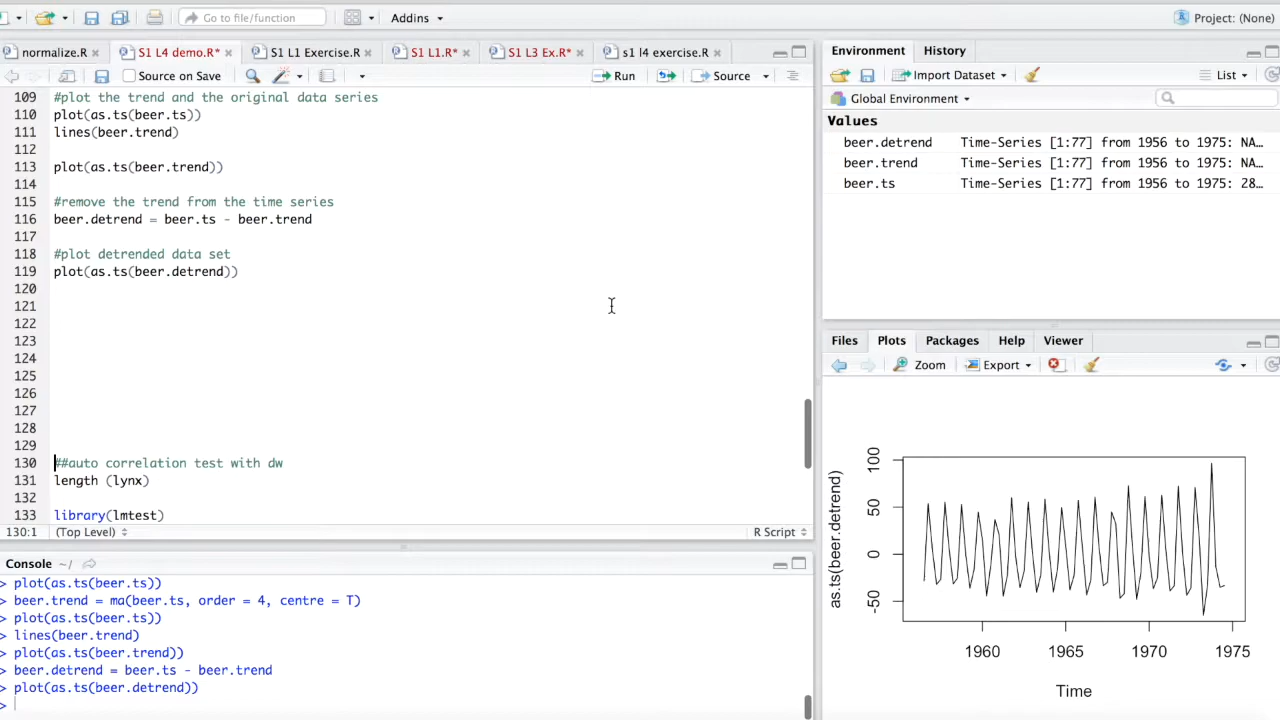 Go to file/function
Addins
Project: (None)
normalize.R
S1 L4 demo.R*
S1 L1 Exercise.R
S1 L1.R*
S1 L3 Ex.R*
s1 l4 exercise.R
Source on Save
Run
Source
109 #plot the trend and the original data series
110 plot(as.ts(beer.ts))
111 lines(beer.trend)
112
113 plot(as.ts(beer.trend))
114
115 #remove the trend from the time series
116 beer.detrend = beer.ts - beer.trend
117
118 #plot detrended data set
119 plot(as.ts(beer.detrend))
120
121
122
123
124
125
126
127
128
129
130 ##auto correlation test with dw
131 length (lynx)
132
133 library(lmtest)
130:1 (Top Level) R Script
Console ~/
> plot(as.ts(beer.ts))
> beer.trend = ma(beer.ts, order = 4, centre = T)
> plot(as.ts(beer.ts))
> lines(beer.trend)
> plot(as.ts(beer.trend))
> beer.detrend = beer.ts - beer.trend
> plot(as.ts(beer.detrend))
>
Environment History
Import Dataset List
Global Environment
Values
beer.detrend Time-Series [1:77] from 1956 to 1975: NA…
beer.trend Time-Series [1:77] from 1956 to 1975: NA…
beer.ts Time-Series [1:77] from 1956 to 1975: 28…
Files Plots Packages Help Viewer
Zoom Export
as.ts(beer.detrend)
100
50
0
-50
1960 1965 1970 1975
Time